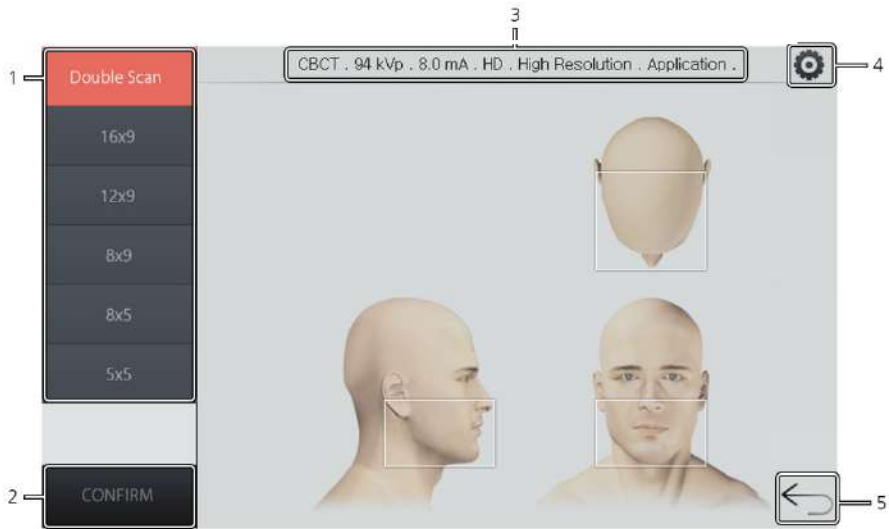 3
CBCT . 94 kVp . 8.0 mA . HD . High Resolution . Application .
4
1
Double Scan
16x9
12x9
8x9
8x5
5x5
2
CONFIRM
5